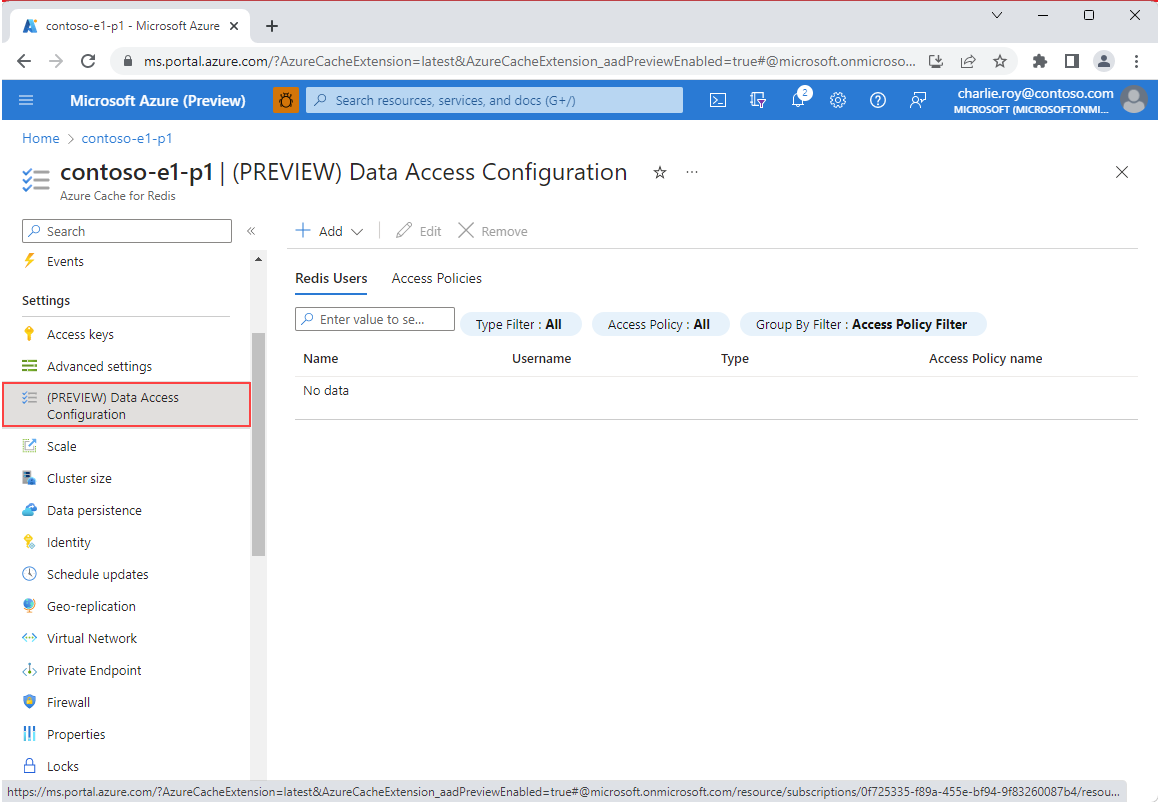 contoso-e1-p1 - Microsoft Azure
ms.portal.azure.com/?AzureCacheExtension=latest&AzureCacheExtension_aadPreviewEnabled=true#@microsoft.onmicroso...
Microsoft Azure (Preview)
Search resources, services, and docs (G+/)
2
charlie.roy@contoso.com
MICROSOFT (MICROSOFT.ONMI...
Home > contoso-e1-p1
contoso-e1-p1 | (PREVIEW) Data Access Configuration
Azure Cache for Redis
Search
Events
Settings
Access keys
Advanced settings
(PREVIEW) Data Access
Configuration
Scale
Cluster size
Data persistence
Identity
Schedule updates
Geo-replication
Virtual Network
Private Endpoint
Firewall
Properties
Locks
Add
Edit
Remove
Redis Users
Access Policies
Enter value to se...
Type Filter : All
Access Policy : All
Group By Filter : Access Policy Filter
Name
Username
Type
Access Policy name
No data
https://ms.portal.azure.com/?AzureCacheExtension=latest&AzureCacheExtension_aadPreviewEnabled=true#@microsoft.onmicrosoft.com/resource/subscriptions/0f725335-f89a-455e-bf94-9f83260087b4/resou...